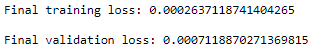 Final training loss: 0.0002637118741404265
Final validation loss: 0.0007118870271369815